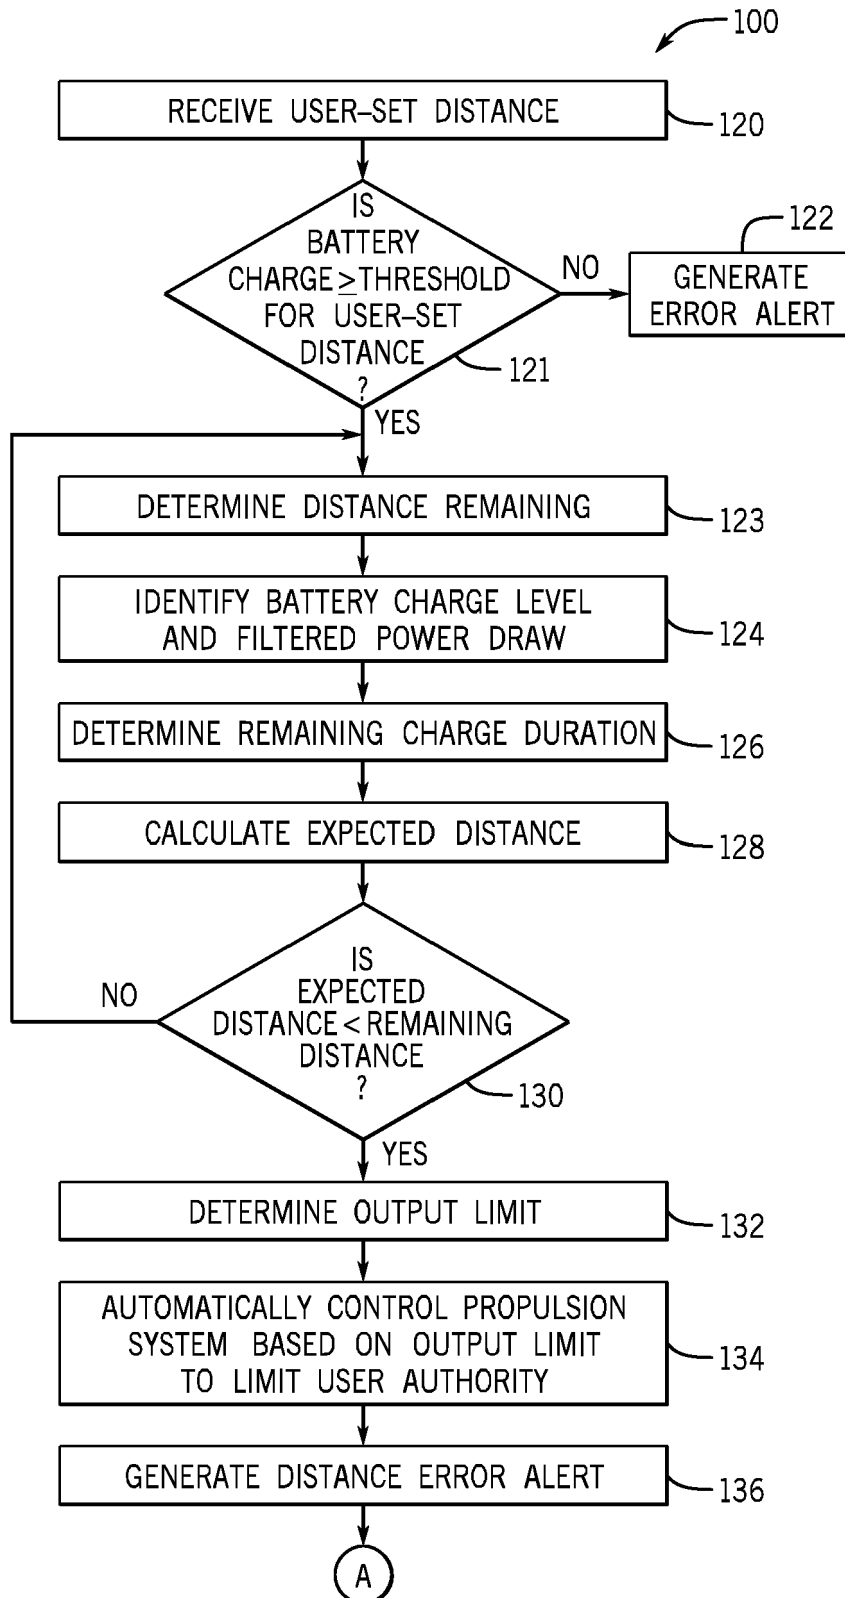 100
RECEIVE USER–SET DISTANCE
120
IS
BATTERY
CHARGE ≥ THRESHOLD
FOR USER–SET
DISTANCE
?
121
NO
122
GENERATE
ERROR ALERT
YES
DETERMINE DISTANCE REMAINING
123
IDENTIFY BATTERY CHARGE LEVEL
AND FILTERED POWER DRAW
124
DETERMINE REMAINING CHARGE DURATION
126
CALCULATE EXPECTED DISTANCE
128
IS
EXPECTED
DISTANCE < REMAINING
DISTANCE
?
130
NO
YES
DETERMINE OUTPUT LIMIT
132
AUTOMATICALLY CONTROL PROPULSION
SYSTEM BASED ON OUTPUT LIMIT
TO LIMIT USER AUTHORITY
134
GENERATE DISTANCE ERROR ALERT
136
A